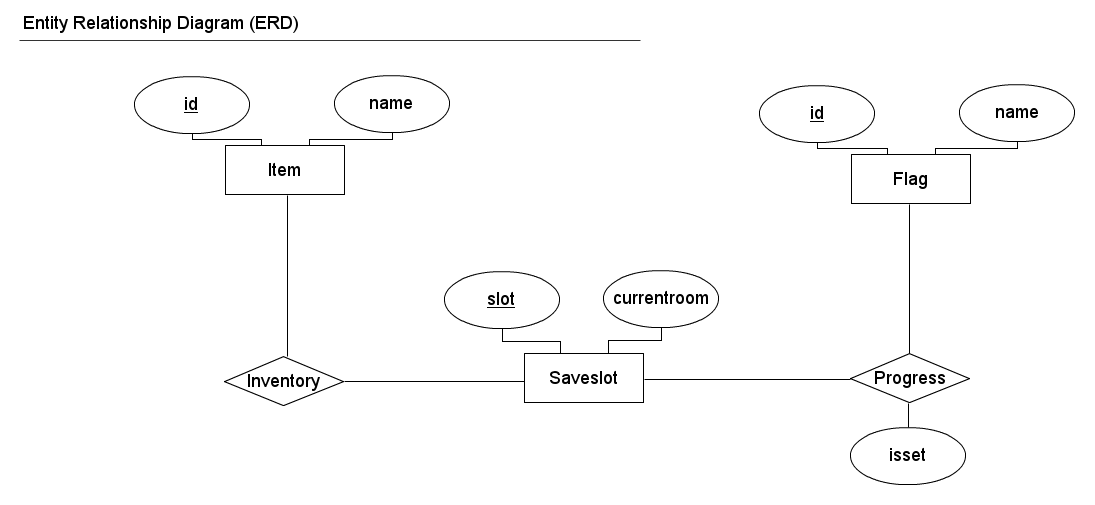 Entity Relationship Diagram (ERD)
id
name
Item
id
name
Flag
slot
currentroom
Inventory
Saveslot
Progress
isset